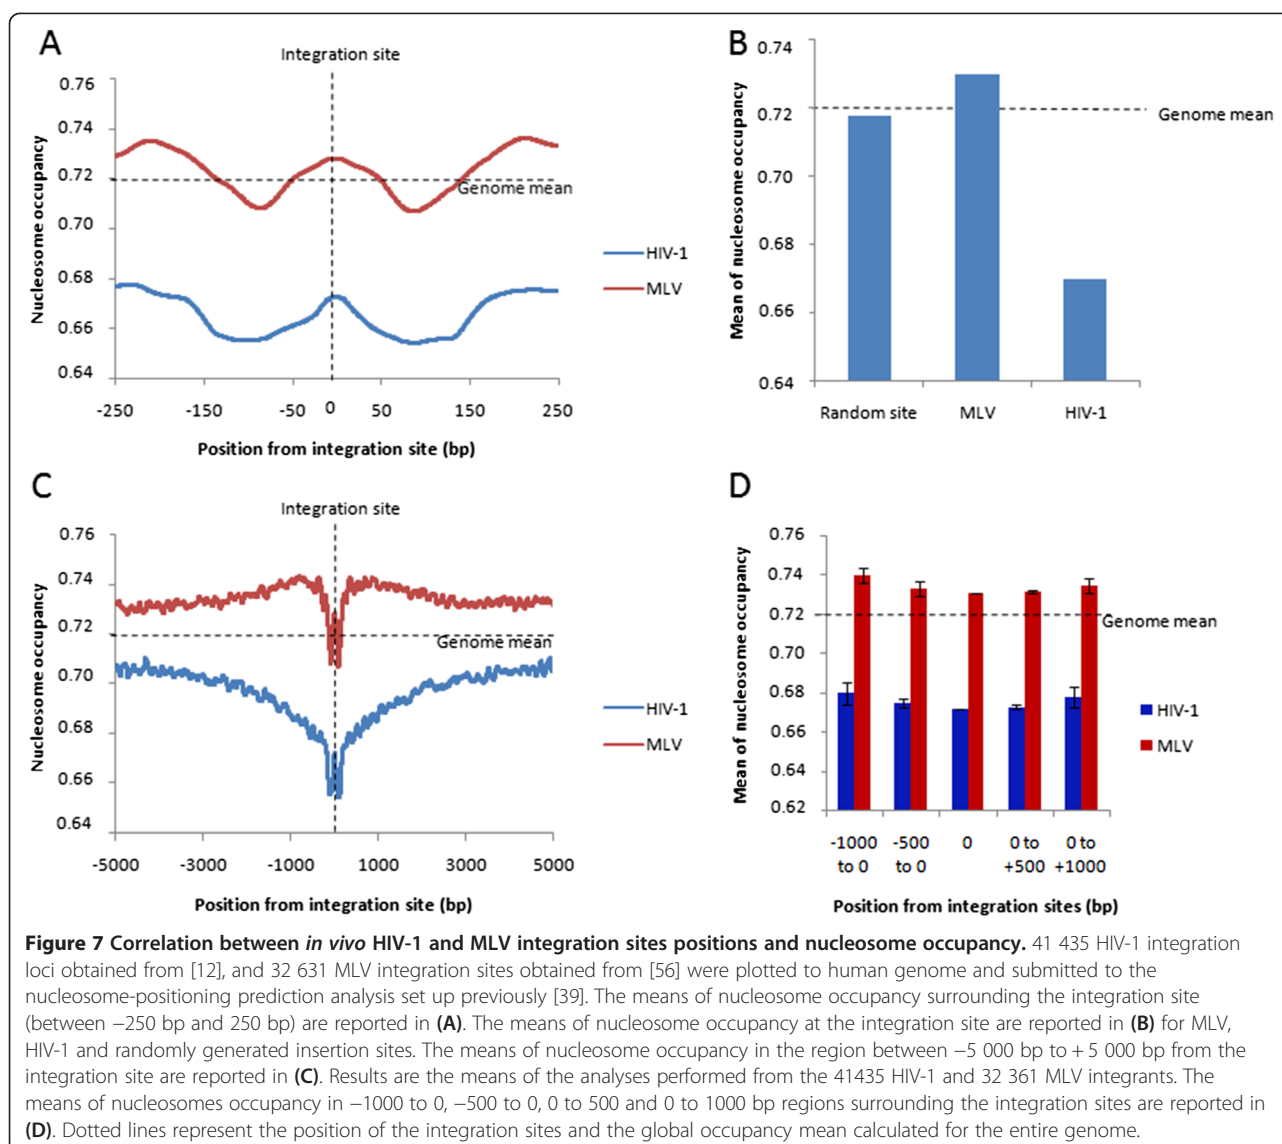 A
Integration site
0.76
0.74
0.72
0.70
0.68
0.66
0.64
Nucleosome occupancy
Genome mean
HIV-1
MLV
-250 -150 -50 0 50 150 250
Position from integration site (bp)
B
0.74
0.72
0.70
0.68
0.66
0.64
Mean of nucleosome occupancy
Genome mean
Random site MLV HIV-1
C
Integration site
0.76
0.74
0.72
0.70
0.68
0.66
0.64
Nucleosome occupancy
Genome mean
HIV-1
MLV
-5000 -3000 -1000 1000 3000 5000
Position from integration site (bp)
D
0.76
0.74
0.72
0.70
0.68
0.66
0.64
0.62
Mean of nucleosome occupancy
Genome mean
HIV-1
MLV
-1000 -500 0 0 to 0 to
to 0 to 0 +500 +1000
Position from integration sites (bp)
Figure 7 Correlation between in vivo HIV-1 and MLV integration sites positions and nucleosome occupancy. 41 435 HIV-1 integration
loci obtained from [12], and 32 631 MLV integration sites obtained from [56] were plotted to human genome and submitted to the
nucleosome-positioning prediction analysis set up previously [39]. The means of nucleosome occupancy surrounding the integration site
(between −250 bp and 250 bp) are reported in (A). The means of nucleosome occupancy at the integration site are reported in (B) for MLV,
HIV-1 and randomly generated insertion sites. The means of nucleosome occupancy in the region between −5 000 bp to + 5 000 bp from the
integration site are reported in (C). Results are the means of the analyses performed from the 41435 HIV-1 and 32 361 MLV integrants. The
means of nucleosomes occupancy in −1000 to 0, −500 to 0, 0 to 500 and 0 to 1000 bp regions surrounding the integration sites are reported in
(D). Dotted lines represent the position of the integration sites and the global occupancy mean calculated for the entire genome.